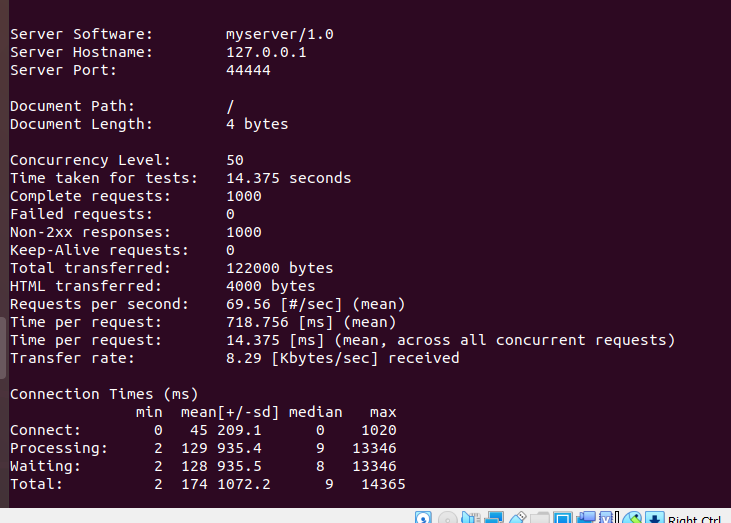 Server Software:        myserver/1.0
Server Hostname:        127.0.0.1
Server Port:            44444
Document Path:          /
Document Length:        4 bytes
Concurrency Level:      50
Time taken for tests:   14.375 seconds
Complete requests:      1000
Failed requests:        0
Non-2xx responses:      1000
Keep-Alive requests:    0
Total transferred:      122000 bytes
HTML transferred:       4000 bytes
Requests per second:    69.56 [#/sec] (mean)
Time per request:       718.756 [ms] (mean)
Time per request:       14.375 [ms] (mean, across all concurrent requests)
Transfer rate:          8.29 [Kbytes/sec] received
Connection Times (ms)
              min  mean[+/-sd] median   max
Connect:        0   45 209.1      0    1020
Processing:     2  129 935.4      9   13346
Waiting:        2  128 935.5      8   13346
Total:          2  174 1072.2      9   14365
Right Ctrl